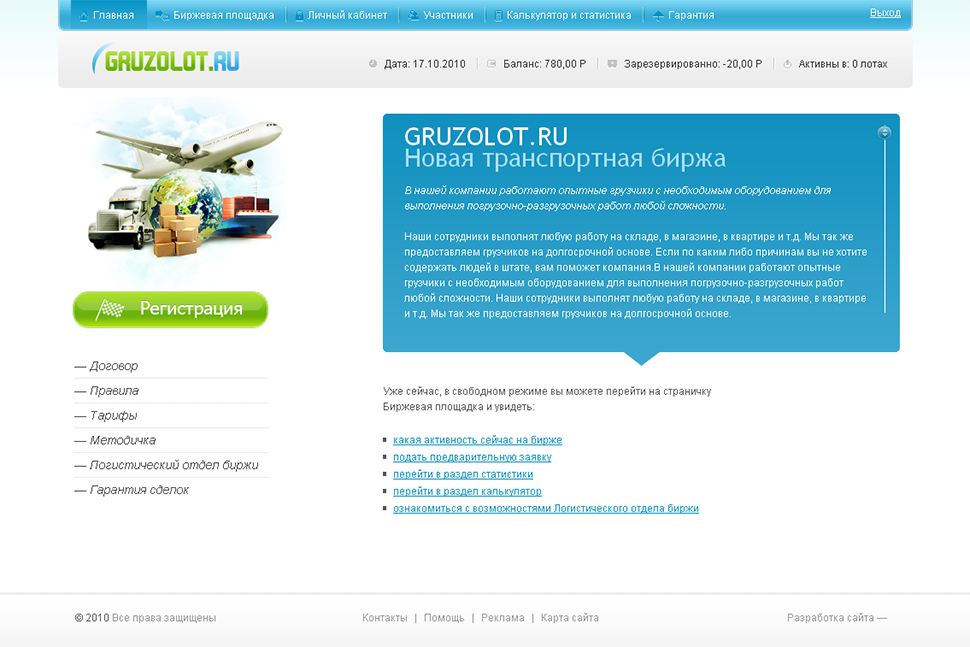 Главная Биржевая площадка Личный кабинет Участники Калькулятор и статистика Гарантия Выход
GRUZOLOT.RU
Дата: 17.10.2010 Баланс: 780,00 Р Зарезервированно: -20,00 Р Активны в: 0 лотах
Регистрация
— Договор
— Правила
— Тарифы
— Методичка
— Логистический отдел биржи
— Гарантия сделок
GRUZOLOT.RU
Новая транспортная биржа
В нашей компании работают опытные грузчики с необходимым оборудованием для
выполнения погрузочно-разгрузочных работ любой сложности.
Наши сотрудники выполнят любую работу на складе, в магазине, в квартире и т.д. Мы так же
предоставляем грузчиков на долгосрочной основе. Если по каким либо причинам вы не хотите
содержать людей в штате, вам поможет компания.В нашей компании работают опытные
грузчики с необходимым оборудованием для выполнения погрузочно-разгрузочных работ
любой сложности. Наши сотрудники выполнят любую работу на складе, в магазине, в квартире
и т.д. Мы так же предоставляем грузчиков на долгосрочной основе.
Уже сейчас, в свободном режиме вы можете перейти на страничку
Биржевая площадка и увидеть:
какая активность сейчас на бирже
подать предварительную заявку
перейти в раздел статистики
перейти в раздел калькулятор
ознакомиться с возможностями Логистического отдела биржи
© 2010 Все права защищены Контакты | Помощь | Реклама | Карта сайта Разработка сайта —